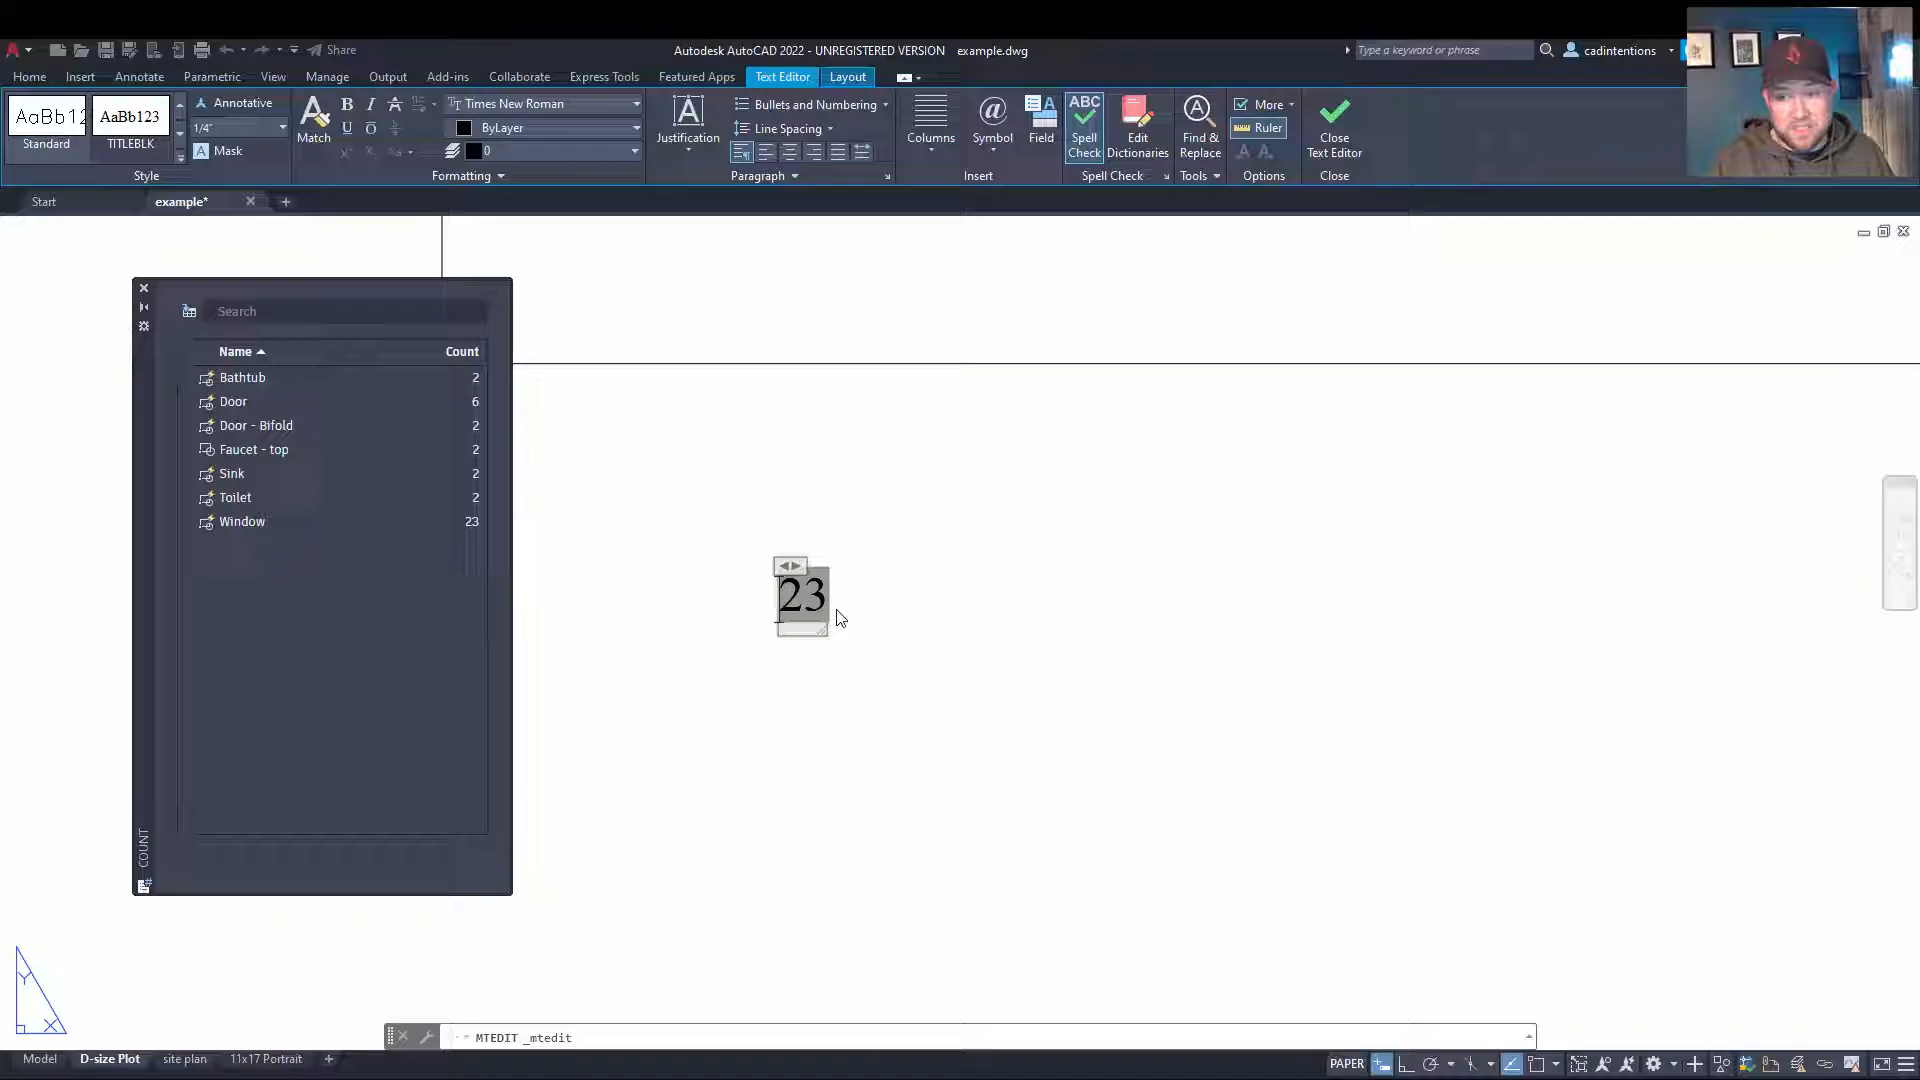 Share
Autodesk AutoCAD 2022 - UNREGISTERED VERSION example.dwg
Type a keyword or phrase
cadintentions
Home Insert Annotate Parametric View Manage Output Add-ins Collaborate Express Tools Featured Apps Text Editor Layout
AaBb12 AaBb123
Standard TITLEBLK
Annotative
1/4"
Mask
Style
Match
Times New Roman
ByLayer
0
Formatting
Justification
Bullets and Numbering
Line Spacing
Paragraph
Columns
Symbol
Field
Insert
ABC
Spell
Check
Edit
Dictionaries
Spell Check
Find &
Replace
Tools
More
Ruler
Options
Close
Text Editor
Close
Start
example*
Search
Name Count
Bathtub 2
Door 6
Door - Bifold 2
Faucet - top 2
Sink 2
Toilet 2
Window 23
COUNT
23
Y
X
MTEDIT _mtedit
Model D-size Plot site plan 11x17 Portrait
PAPER